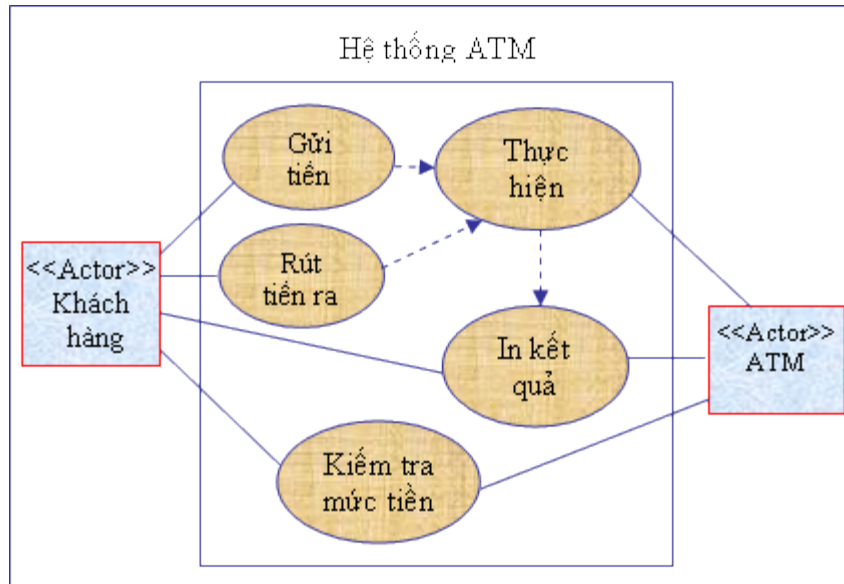 Hệ thống ATM
Gửi
tiền
Thực
hiện
Rút
tiền ra
<<Actor>>
Khách
hàng
In kết
quả
<<Actor>>
ATM
Kiểm tra
mức tiền